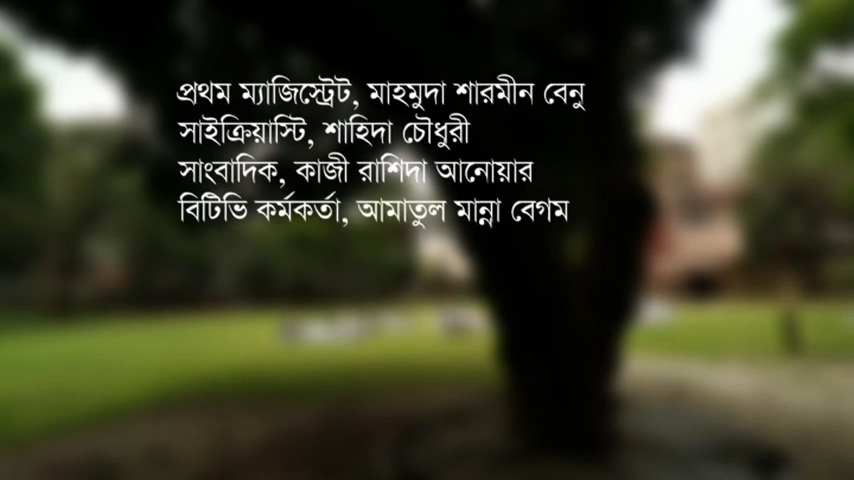 প্রথম ম্যাজিস্ট্রেট, মাহমুদা শারমীন বেনু
সাইক্রিয়াস্টি, শাহিদা চৌধুরী
সাংবাদিক, কাজী রাশিদা আনোয়ার
বিটিভি কর্মকর্তা, আমাতুল মান্না বেগম